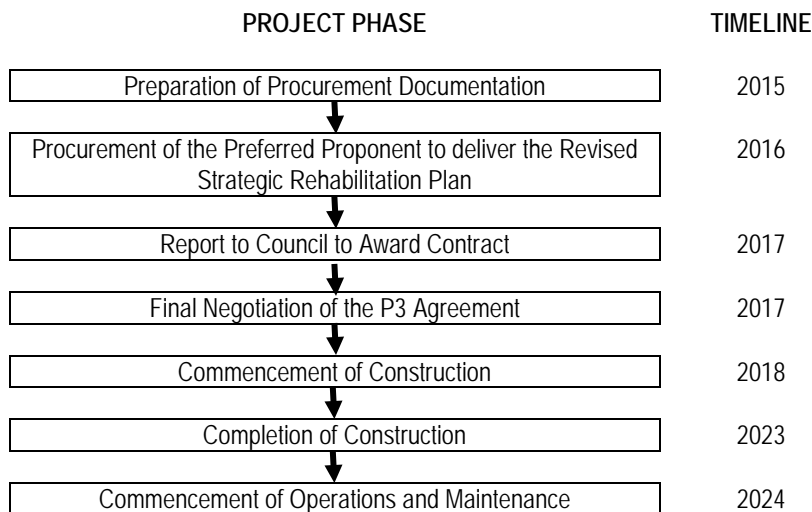 PROJECT PHASE TIMELINE
Preparation of Procurement Documentation 2015
Procurement of the Preferred Proponent to deliver the Revised 2016
Strategic Rehabilitation Plan
Report to Council to Award Contract 2017
Final Negotiation of the P3 Agreement 2017
Commencement of Construction 2018
Completion of Construction 2023
Commencement of Operations and Maintenance 2024